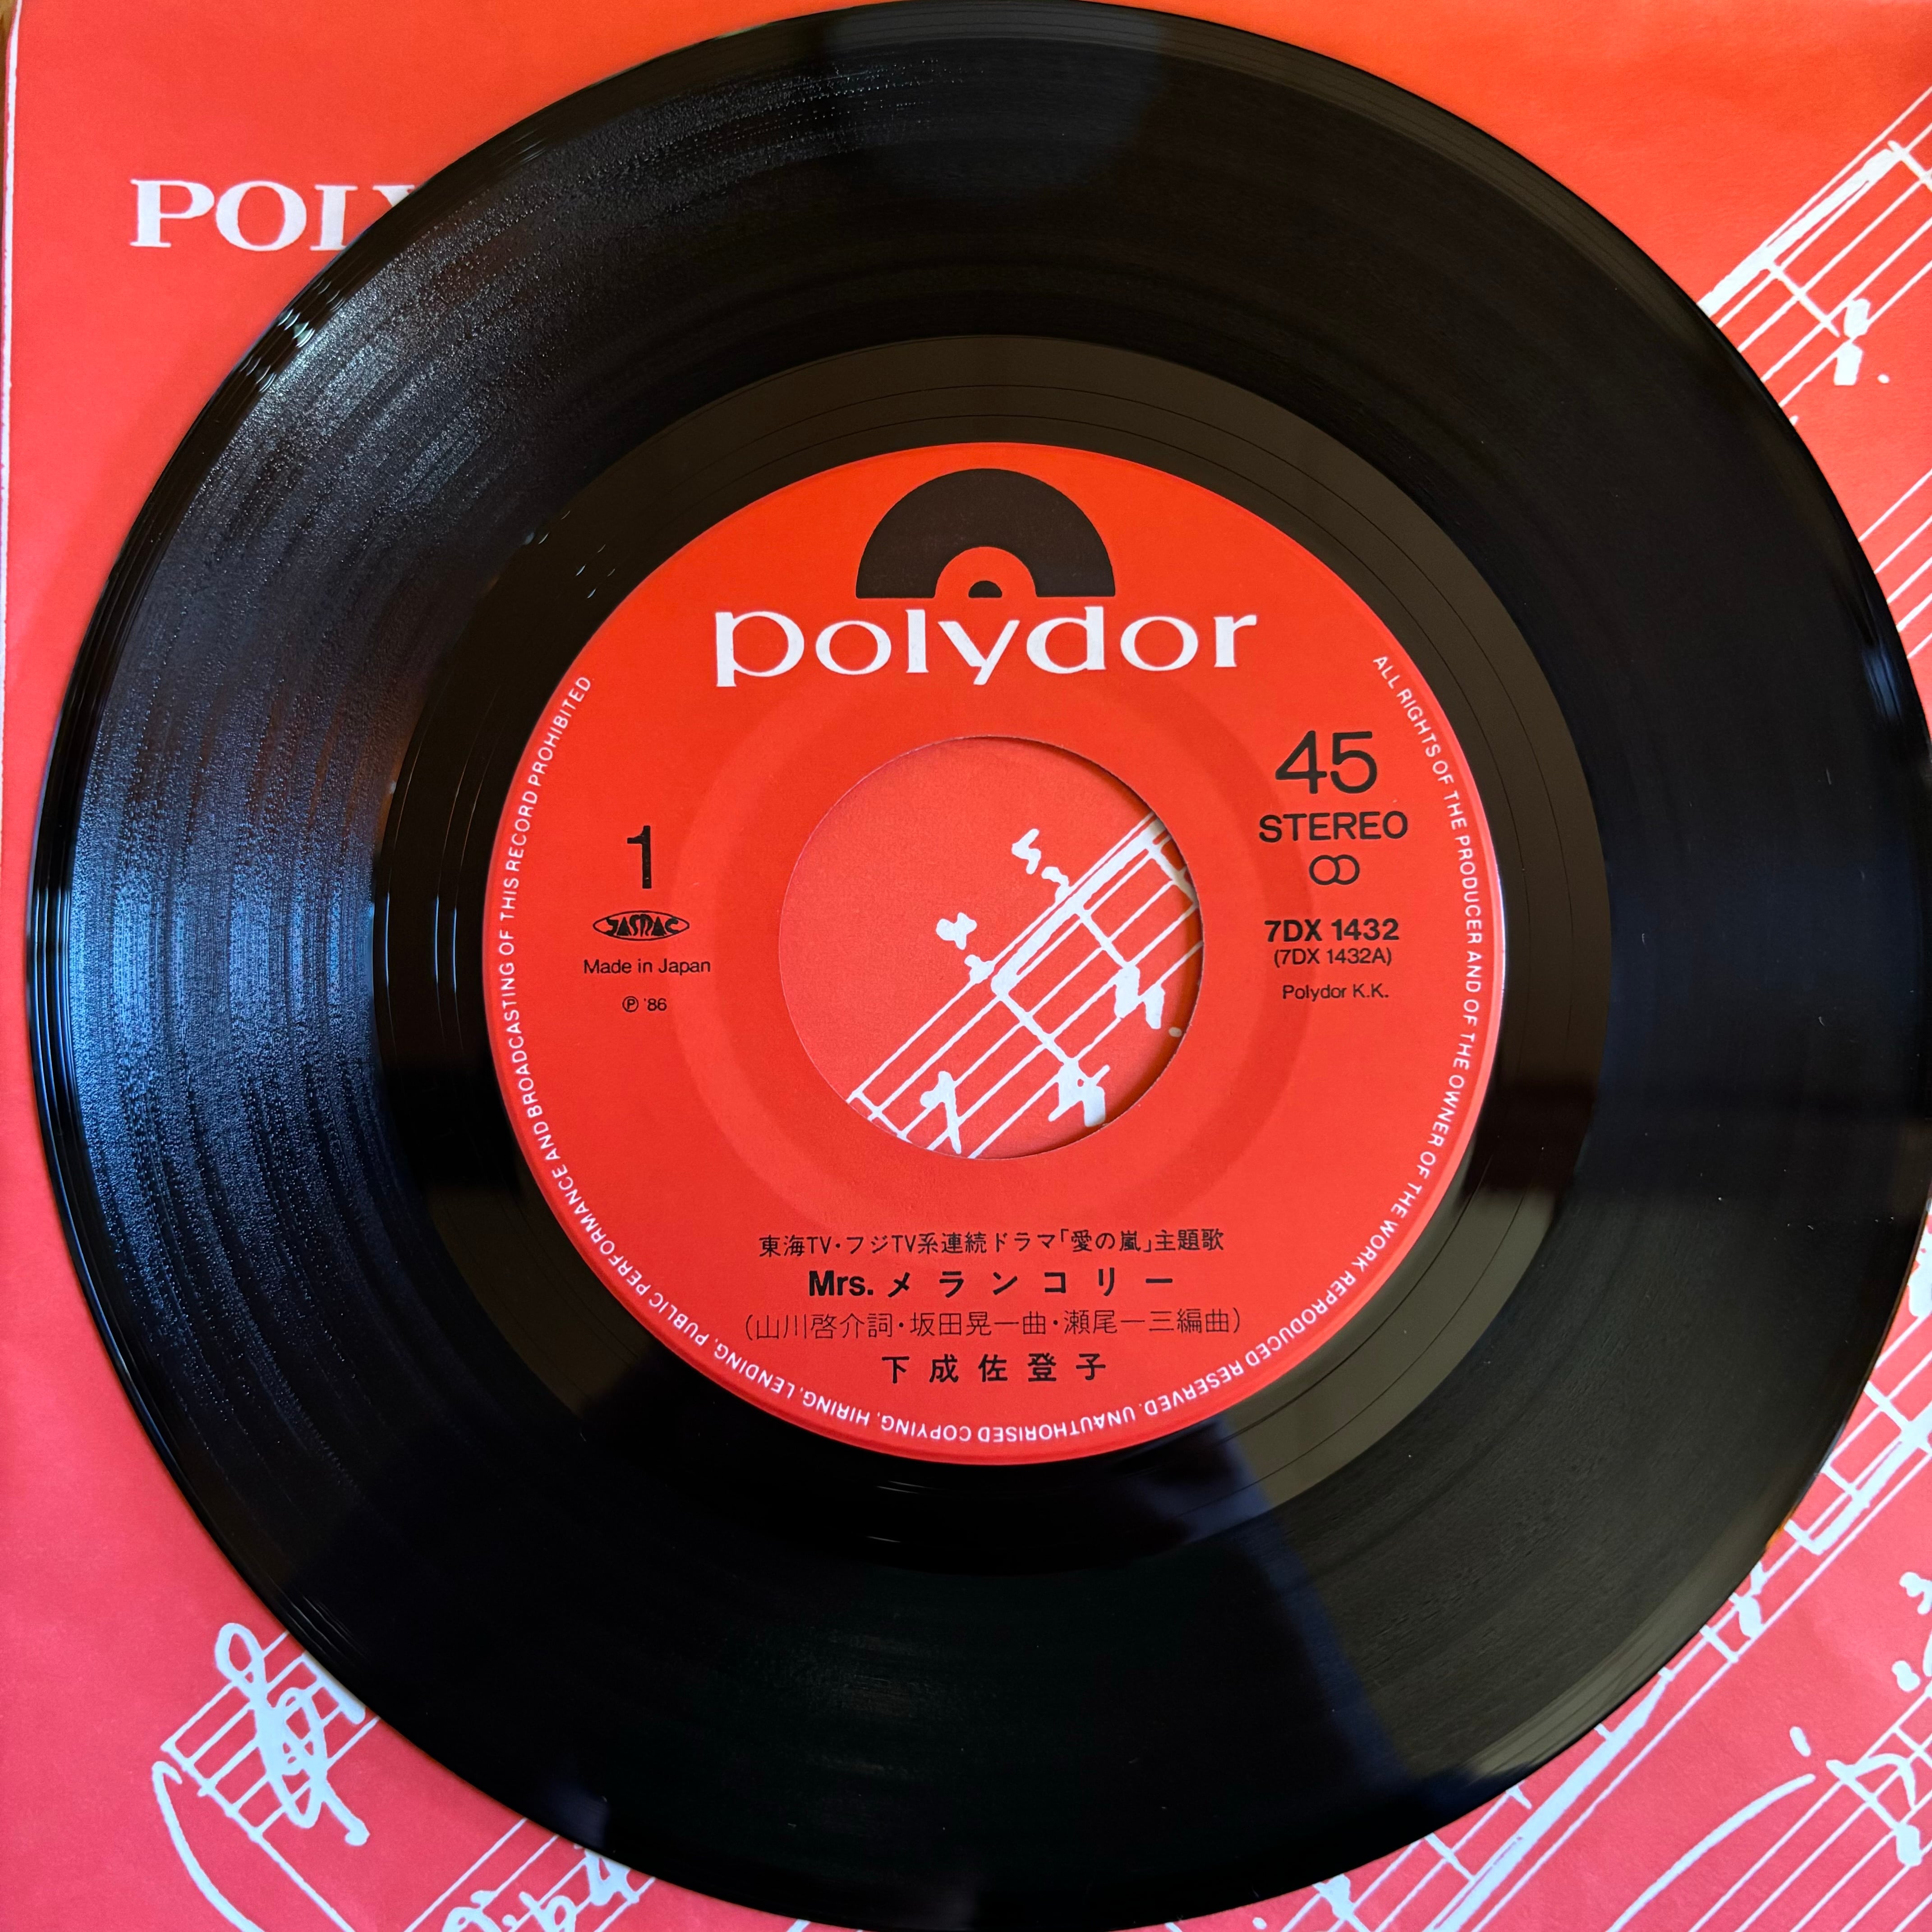 POLY
polydor
45
STEREO
1
JASRAC
Made in Japan
Ⓟ '86
7DX 1432
(7DX 1432A)
Polydor K.K.
東海TV・フジTV系連続ドラマ「愛の嵐」主題歌
Mrs.メランコリー
(山川啓介詞・坂田晃一曲・瀬尾一三編曲)
下成佐登子
ALL RIGHTS OF THE PRODUCER AND OF THE OWNER OF THE WORK REPRODUCED RESERVED. UNAUTHORISED COPYING, HIRING, LENDING, PUBLIC PERFORMANCE AND BROADCASTING OF THIS RECORD PROHIBITED